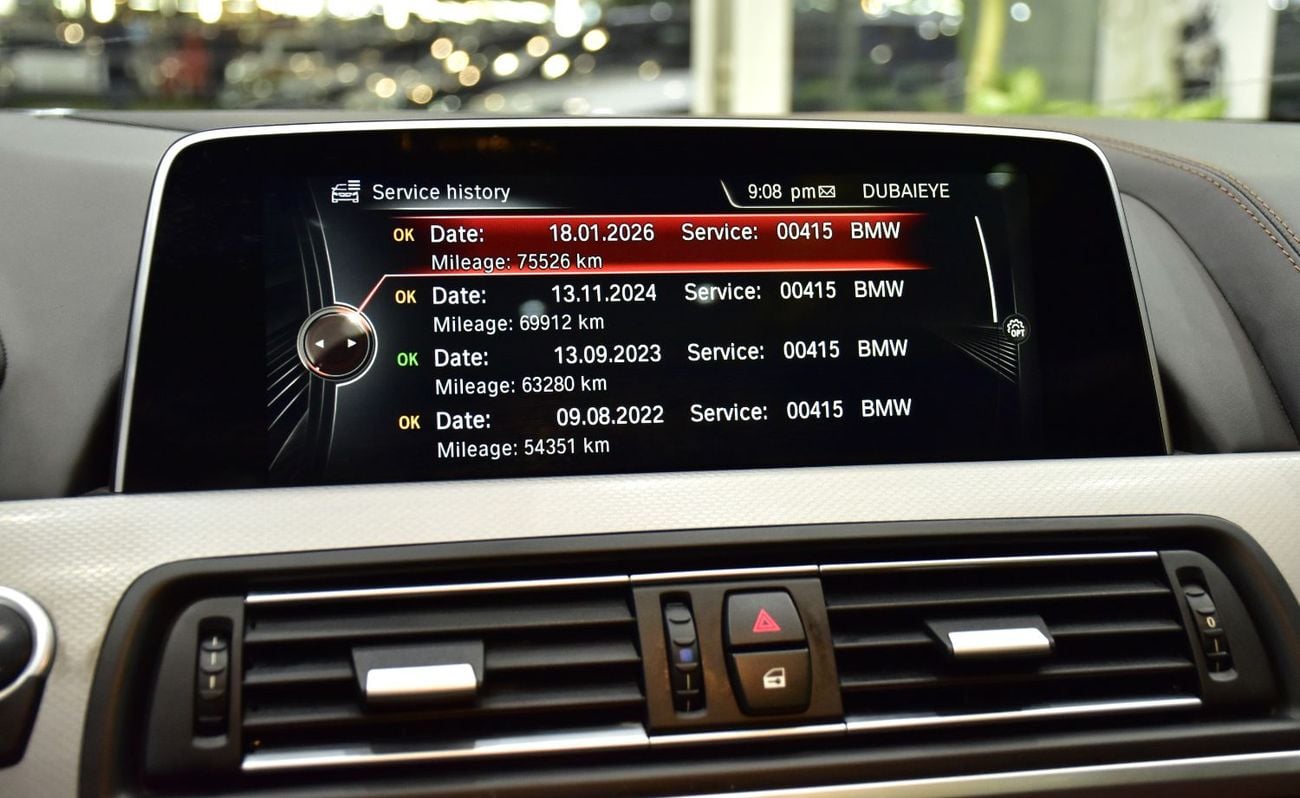 Service history 9:08 pm DUBAIEYE
OK Date: 18.01.2026 Service: 00415 BMW
Mileage: 75526 km
OK Date: 13.11.2024 Service: 00415 BMW
Mileage: 69912 km
OK Date: 13.09.2023 Service: 00415 BMW
Mileage: 63280 km
OK Date: 09.08.2022 Service: 00415 BMW
Mileage: 54351 km
OPT
0